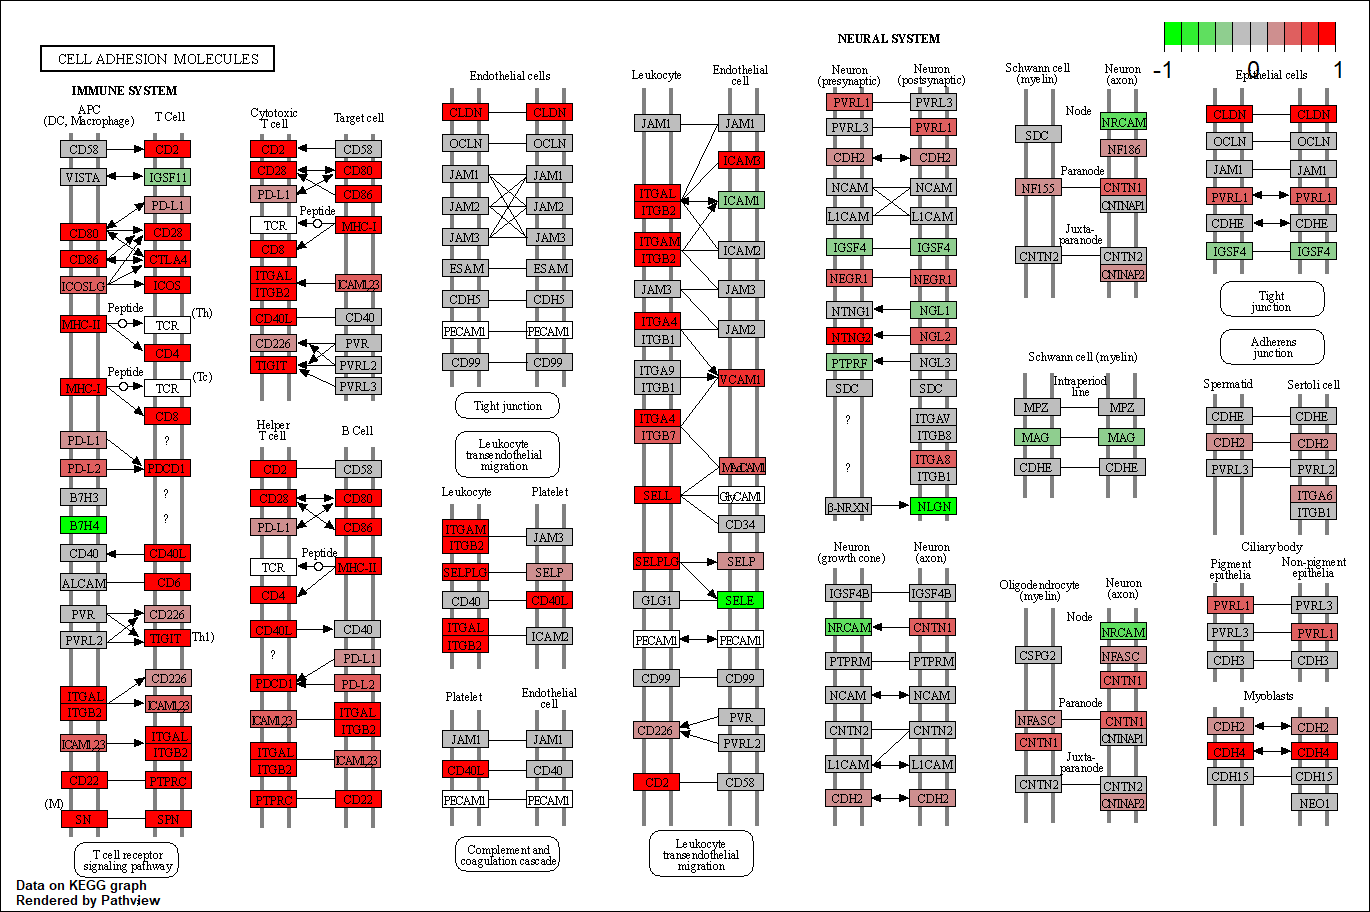 CELL ADHESION MOLECULES
NEURAL SYSTEM
-1 0 1
IMMUNE SYSTEM
APC
(DC, Macrophage)
T Cell
CD58
CD2
VISTA
IGSF11
PD-L1
CD80
CD28
CD86
CTLA4
ICOSLG
ICOS
Peptide
MHC-II
TCR
(Th)
CD4
Peptide
MHC-I
TCR
(Tc)
CD8
PD-L1
?
PD-L2
PDCD1
B7H3
?
B7H4
?
CD40
CD40L
ALCAM
CD6
PVR
CD226
PVRL2
TIGIT
Th1)
CD226
ITGAL
ITGB2
ICAM1,2,3
ICAM1,2,3
ITGAL
ITGB2
CD22
PTPRC
(M)
SN
SPN
T cell receptor
signaling pathway
Data on KEGG graph
Rendered by Pathview
Cytotoxic
T cell
Target cell
CD2
CD58
CD28
CD80
PD-L1
CD86
Peptide
TCR
MHC-I
CD8
ITGAL
ITGB2
ICAM1,2,3
CD40L
CD40
CD226
PVR
TIGIT
PVRL2
PVRL3
Helper
T cell
B Cell
CD2
CD58
CD28
CD80
PD-L1
CD86
Peptide
TCR
MHC-II
CD4
CD40L
CD40
?
PD-L1
PDCD1
PD-L2
ICAM1,2,3
ITGAL
ITGB2
ITGAL
ITGB2
ICAM1,2,3
PTPRC
CD22
Endothelial cells
CLDN
CLDN
OCLN
OCLN
JAM1
JAM1
JAM2
JAM2
JAM3
JAM3
ESAM
ESAM
CDH5
CDH5
PECAM1
PECAM1
CD99
CD99
Tight junction
Leukocyte
transendothelial
migration
Leukocyte
Platelet
ITGAM
ITGB2
JAM3
SELPLG
SELP
CD40
CD40L
ITGAL
ITGB2
ICAM2
Platelet
Endothelial
cell
JAM1
JAM1
CD40L
CD40
PECAM1
PECAM1
Complement and
coagulation cascade
Leukocyte
Endothelial
cell
JAM1
JAM1
ICAM3
ITGAL
ITGB2
ICAM1
ITGAM
ITGB2
ICAM2
JAM3
JAM3
ITGA4
ITGB1
JAM2
ITGA9
ITGB1
VCAM1
ITGA4
ITGB7
MAdCAM1
SELL
GlyCAM1
CD34
SELPLG
SELP
GLG1
SELE
PECAM1
PECAM1
CD99
CD99
CD226
PVR
PVRL2
CD2
CD58
Leukocyte
transendothelial
migration
Neuron
(presynaptic)
Neuron
(postsynaptic)
PVRL1
PVRL3
PVRL3
PVRL1
CDH2
CDH2
NCAM
NCAM
L1CAM
L1CAM
IGSF4
IGSF4
NEGR1
NEGR1
NTNG1
NGL1
NTNG2
NGL2
PTPRF
NGL3
SDC
SDC
?
ITGAV
ITGB8
?
ITGA8
ITGB1
β-NRXN
NLGN
Neuron
(growth cone)
Neuron
(axon)
IGSF4B
IGSF4B
NRCAM
CNTN1
PTPRM
PTPRM
NCAM
NCAM
CNTN2
CNTN2
L1CAM
L1CAM
CDH2
CDH2
Schwann cell
(myelin)
Neuron
(axon)
Node
NRCAM
SDC
NF186
Paranode
NF155
CNTN1
CNTNAP1
Juxta-
paranode
CNTN2
CNTN2
CNTNAP2
Schwann cell (myelin)
Intraperiod
line
MPZ
MPZ
MAG
MAG
CDHE
CDHE
Oligodendrocyte
(myelin)
Neuron
(axon)
Node
NRCAM
CSPG2
NFASC
CNTN1
Paranode
NFASC
CNTN1
CNTN1
CNTNAP1
Juxta-
paranode
CNTN2
CNTN2
CNTNAP2
Epithelial cells
CLDN
CLDN
OCLN
OCLN
JAM1
JAM1
PVRL1
PVRL1
CDHE
CDHE
IGSF4
IGSF4
Tight
junction
Adherens
junction
Spermatid
Sertoli cell
CDHE
CDHE
CDH2
CDH2
PVRL3
PVRL2
ITGA6
ITGB1
Ciliary body
Pigment
epithelia
Non-pigment
epithelia
PVRL1
PVRL3
PVRL3
PVRL1
CDH3
CDH3
Myoblasts
CDH2
CDH2
CDH4
CDH4
CDH15
CDH15
NEO1